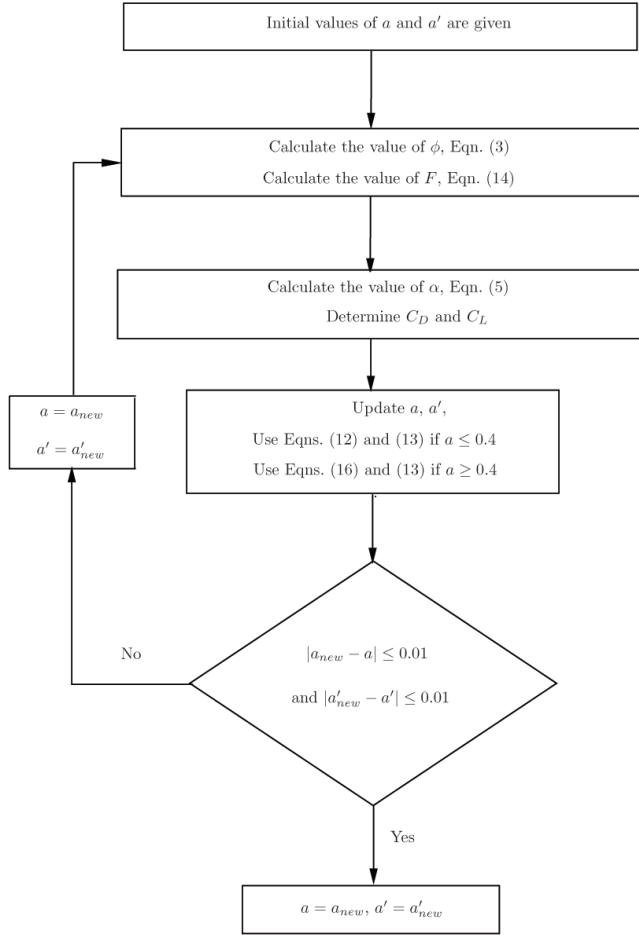 Initial values of a and a′ are given
Calculate the value of ϕ, Eqn. (3)
Calculate the value of F, Eqn. (14)
Calculate the value of α, Eqn. (5)
Determine C_D and C_L
Update a, a′,
Use Eqns. (12) and (13) if a ≤ 0.4
Use Eqns. (16) and (13) if a ≥ 0.4
a = a_new
a′ = a′_new
No
|a_new − a| ≤ 0.01
and |a′_new − a′| ≤ 0.01
Yes
a = a_new, a′ = a′_new